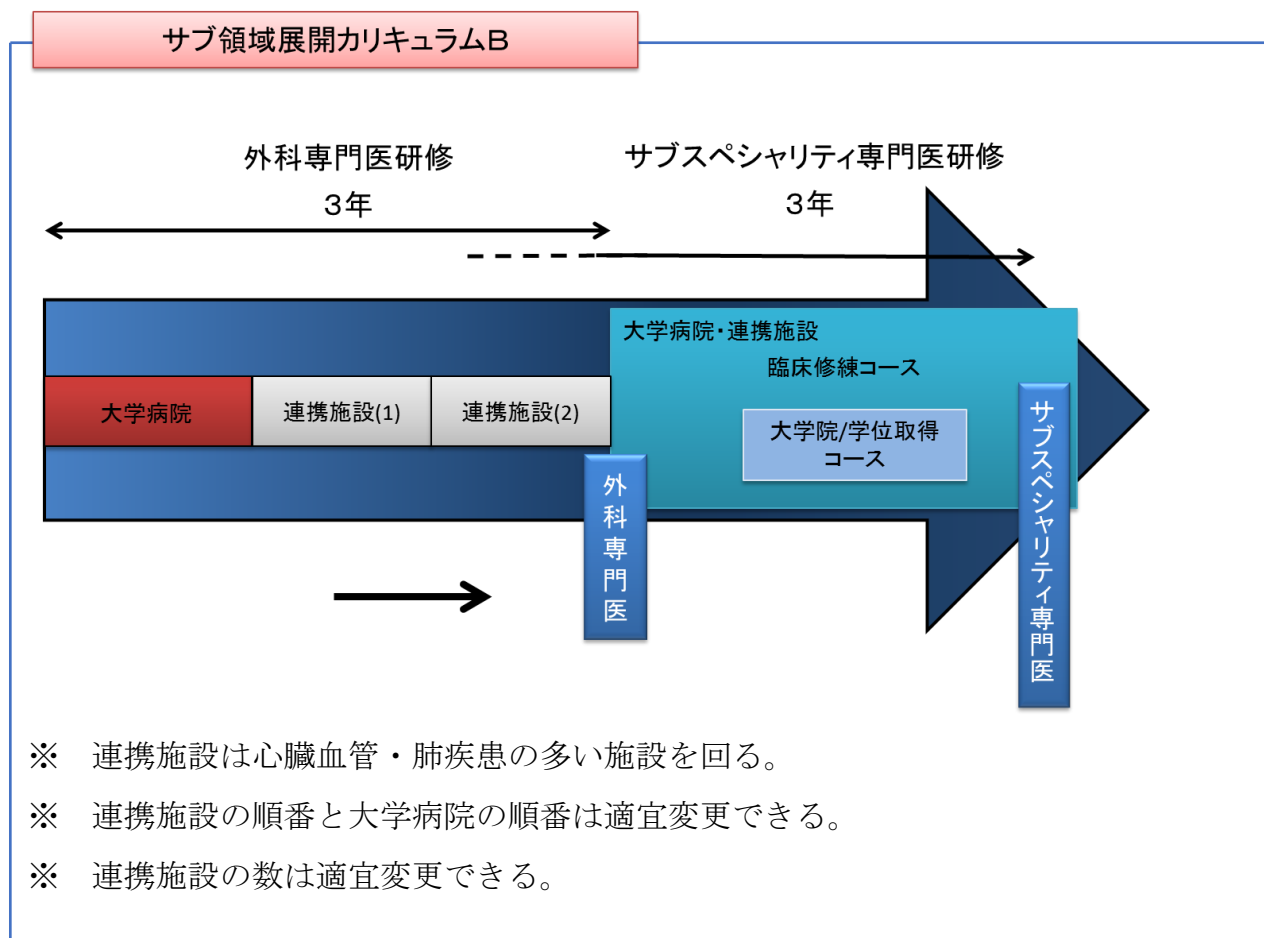 サブ領域展開カリキュラムB
外科専門医研修
3年
サブスペシャリティ専門医研修
3年
大学病院
連携施設(1)
連携施設(2)
大学病院・連携施設
臨床修練コース
大学院/学位取得
コース
外科専門医
サブスペシャリティ専門医
※　連携施設は心臓血管・肺疾患の多い施設を回る。
※　連携施設の順番と大学病院の順番は適宜変更できる。
※　連携施設の数は適宜変更できる。